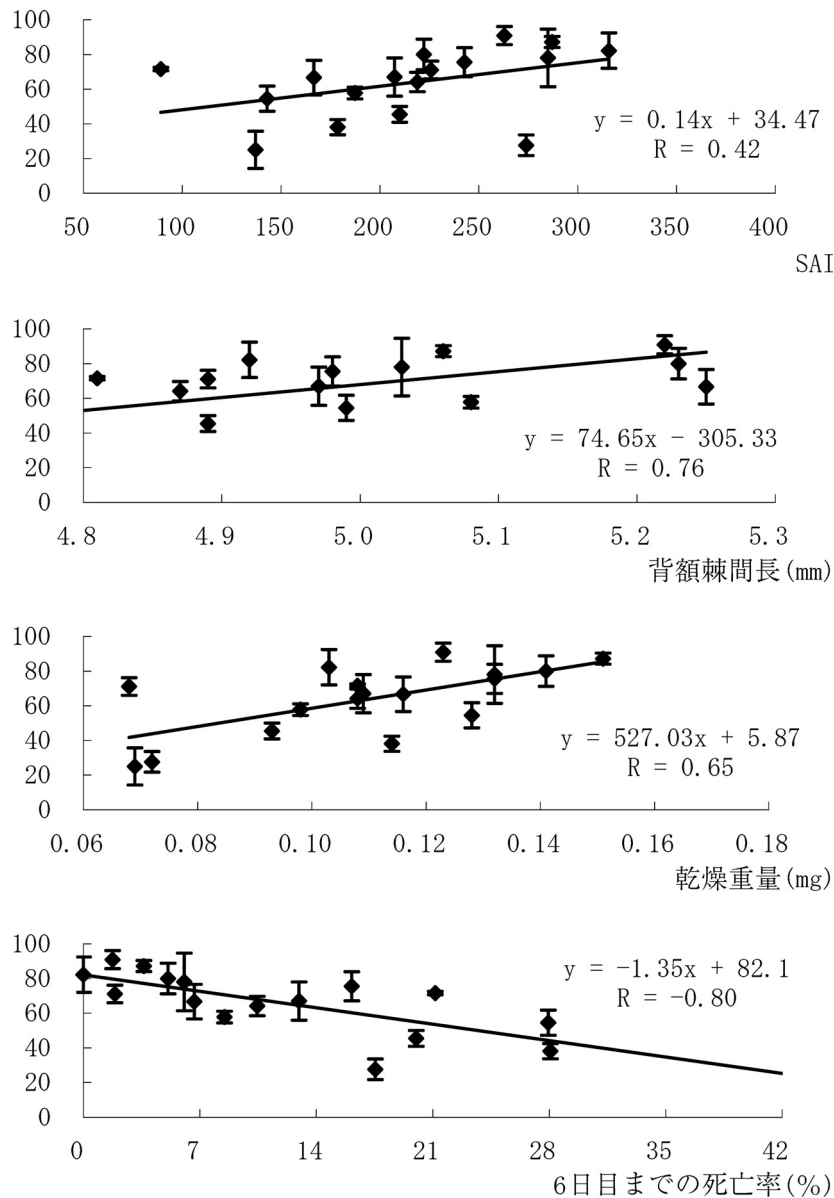 100
80
60
40
20
0
y = 0.14x + 34.47
R = 0.42
50 100 150 200 250 300 350 400
SAI
100
80
60
40
20
0
y = 74.65x − 305.33
R = 0.76
4.8 4.9 5.0 5.1 5.2 5.3
背額棘間長(mm)
100
80
60
40
20
0
y = 527.03x + 5.87
R = 0.65
0.06 0.08 0.10 0.12 0.14 0.16 0.18
乾燥重量(mg)
100
80
60
40
20
0
y = −1.35x + 82.1
R = −0.80
0 7 14 21 28 35 42
6日目までの死亡率(%)